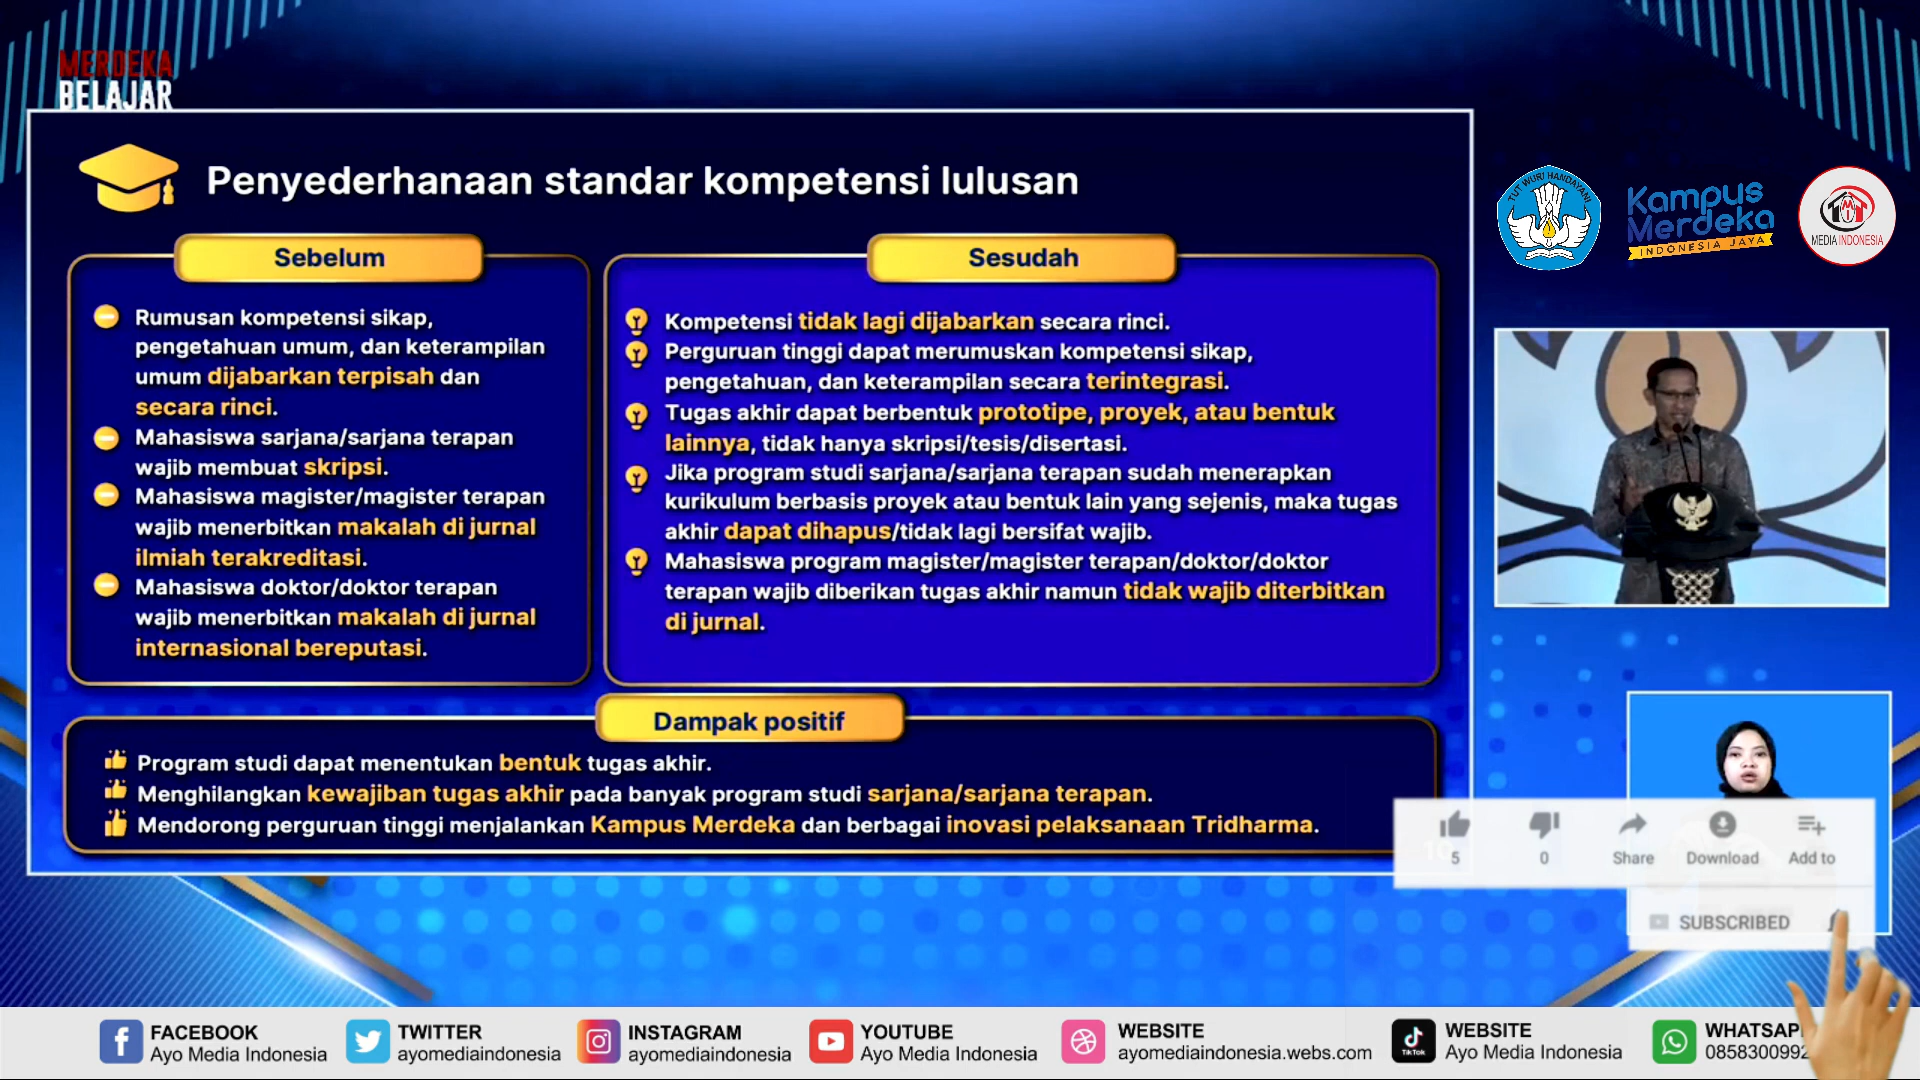 MERDEKA
BELAJAR
Penyederhanaan standar kompetensi lulusan
Sebelum
Rumusan kompetensi sikap,
pengetahuan umum, dan keterampilan
umum dijabarkan terpisah dan
secara rinci.
Mahasiswa sarjana/sarjana terapan
wajib membuat skripsi.
Mahasiswa magister/magister terapan
wajib menerbitkan makalah di jurnal
ilmiah terakreditasi.
Mahasiswa doktor/doktor terapan
wajib menerbitkan makalah di jurnal
internasional bereputasi.
Sesudah
Kompetensi tidak lagi dijabarkan secara rinci.
Perguruan tinggi dapat merumuskan kompetensi sikap,
pengetahuan, dan keterampilan secara terintegrasi.
Tugas akhir dapat berbentuk prototipe, proyek, atau bentuk
lainnya, tidak hanya skripsi/tesis/disertasi.
Jika program studi sarjana/sarjana terapan sudah menerapkan
kurikulum berbasis proyek atau bentuk lain yang sejenis, maka tugas
akhir dapat dihapus/tidak lagi bersifat wajib.
Mahasiswa program magister/magister terapan/doktor/doktor
terapan wajib diberikan tugas akhir namun tidak wajib diterbitkan
di jurnal.
Dampak positif
Program studi dapat menentukan bentuk tugas akhir.
Menghilangkan kewajiban tugas akhir pada banyak program studi sarjana/sarjana terapan.
Mendorong perguruan tinggi menjalankan Kampus Merdeka dan berbagai inovasi pelaksanaan Tridharma.
TUT WURI HANDAYANI
Kampus
Merdeka
INDONESIA JAYA
MEDIA INDONESIA
5
0
Share
Download
Add to
SUBSCRIBED
FACEBOOK
Ayo Media Indonesia
TWITTER
ayomediaindonesia
INSTAGRAM
ayomediaindonesia
YOUTUBE
Ayo Media Indonesia
WEBSITE
ayomediaindonesia.webs.com
TikTok
WEBSITE
Ayo Media Indonesia